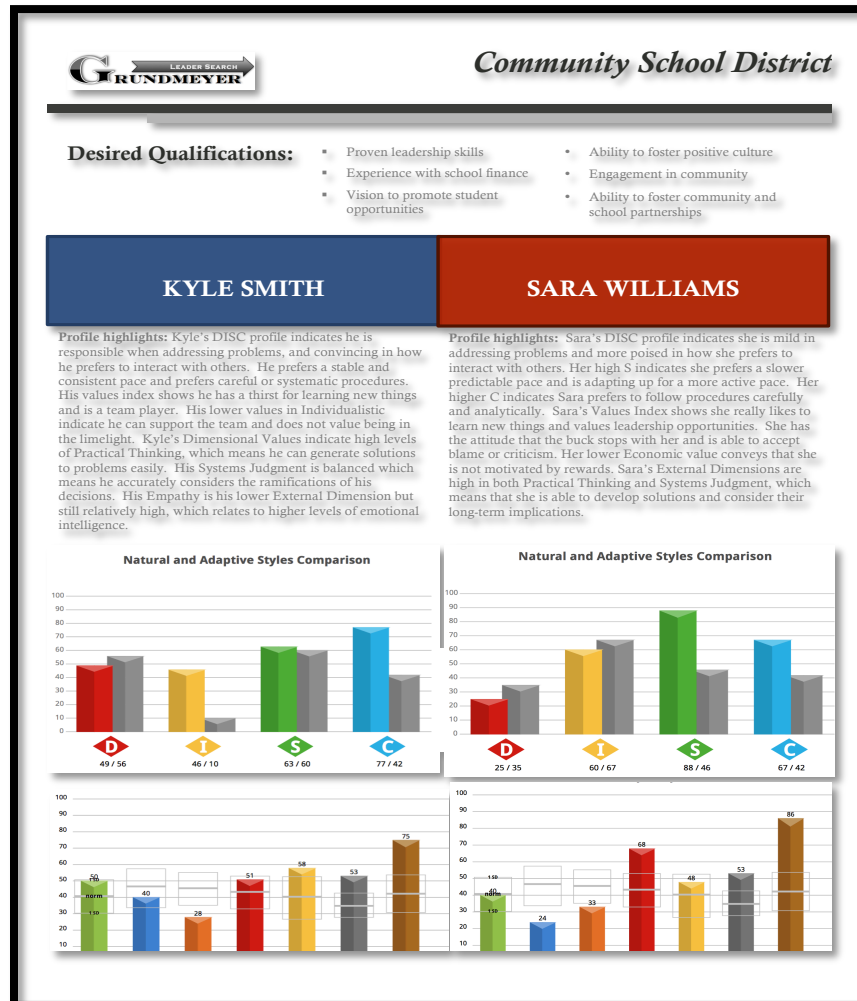 LEADER SEARCH
GRUNDMEYER
Community School District
Desired Qualifications:
▪ Proven leadership skills
▪ Experience with school finance
▪ Vision to promote student
opportunities
• Ability to foster positive culture
• Engagement in community
• Ability to foster community and
school partnerships
KYLE SMITH
Profile highlights: Kyle's DISC profile indicates he is
responsible when addressing problems, and convincing in how
he prefers to interact with others. He prefers a stable and
consistent pace and prefers careful or systematic procedures.
His values index shows he has a thirst for learning new things
and is a team player. His lower values in Individualistic
indicate he can support the team and does not value being in
the limelight. Kyle's Dimensional Values indicate high levels
of Practical Thinking, which means he can generate solutions
to problems easily. His Systems Judgment is balanced which
means he accurately considers the ramifications of his
decisions. His Empathy is his lower External Dimension but
still relatively high, which relates to higher levels of emotional
intelligence.
SARA WILLIAMS
Profile highlights: Sara's DISC profile indicates she is mild in
addressing problems and more poised in how she prefers to
interact with others. Her high S indicates she prefers a slower
predictable pace and is adapting up for a more active pace. Her
higher C indicates Sara prefers to follow procedures carefully
and analytically. Sara's Values Index shows she really likes to
learn new things and values leadership opportunities. She has
the attitude that the buck stops with her and is able to accept
blame or criticism. Her lower Economic value conveys that she
is not motivated by rewards. Sara's External Dimensions are
high in both Practical Thinking and Systems Judgment, which
means that she is able to develop solutions and consider their
long-term implications.
Natural and Adaptive Styles Comparison
100
90
80
70
60
50
40
30
20
10
0
D I S C
49 / 56 46 / 10 63 / 60 77 / 42
Natural and Adaptive Styles Comparison
100
90
80
70
60
50
40
30
20
10
0
D I S C
25 / 35 60 / 67 88 / 46 67 / 42
100
90
80
70
60
50
40
30
20
10
50 40 28 51 58 53 75
norm
100
90
80
70
60
50
40
30
20
10
40 24 33 68 48 53 86
norm